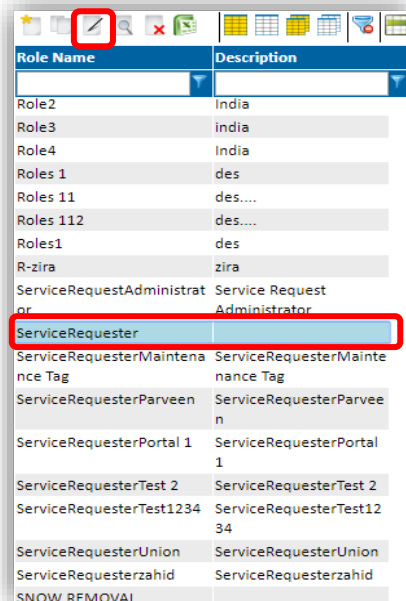 Role Name Description
Role2 India
Role3 india
Role4 India
Roles 1 des
Roles 11 des....
Roles 112 des....
Roles1 des
R-zira zira
ServiceRequestAdministrat Service Request
or Administrator
ServiceRequester
ServiceRequesterMaintena ServiceRequesterMainte
nce Tag nance Tag
ServiceRequesterParveen ServiceRequesterParvee
n
ServiceRequesterPortal 1 ServiceRequesterPortal
1
ServiceRequesterTest 2 ServiceRequesterTest 2
ServiceRequesterTest1234 ServiceRequesterTest12
34
ServiceRequesterUnion ServiceRequesterUnion
ServiceRequesterzahid ServiceRequesterzahid
SNOW REMOVAL